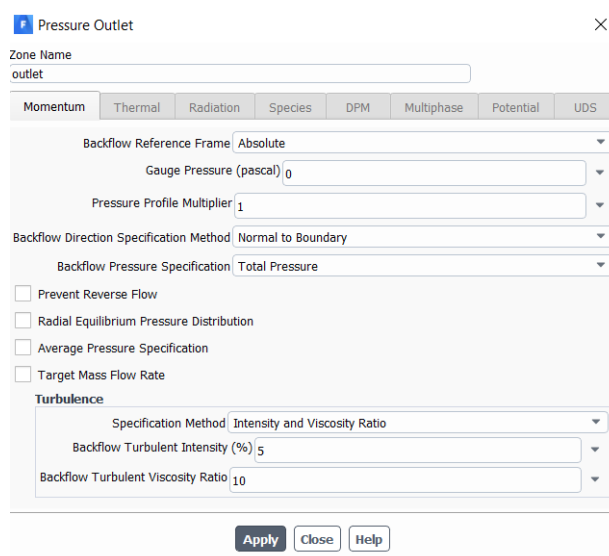 Pressure Outlet
Zone Name
outlet
Momentum Thermal Radiation Species DPM Multiphase Potential UDS
Backflow Reference Frame Absolute
Gauge Pressure (pascal) 0
Pressure Profile Multiplier 1
Backflow Direction Specification Method Normal to Boundary
Backflow Pressure Specification Total Pressure
Prevent Reverse Flow
Radial Equilibrium Pressure Distribution
Average Pressure Specification
Target Mass Flow Rate
Turbulence
Specification Method Intensity and Viscosity Ratio
Backflow Turbulent Intensity (%) 5
Backflow Turbulent Viscosity Ratio 10
Apply Close Help